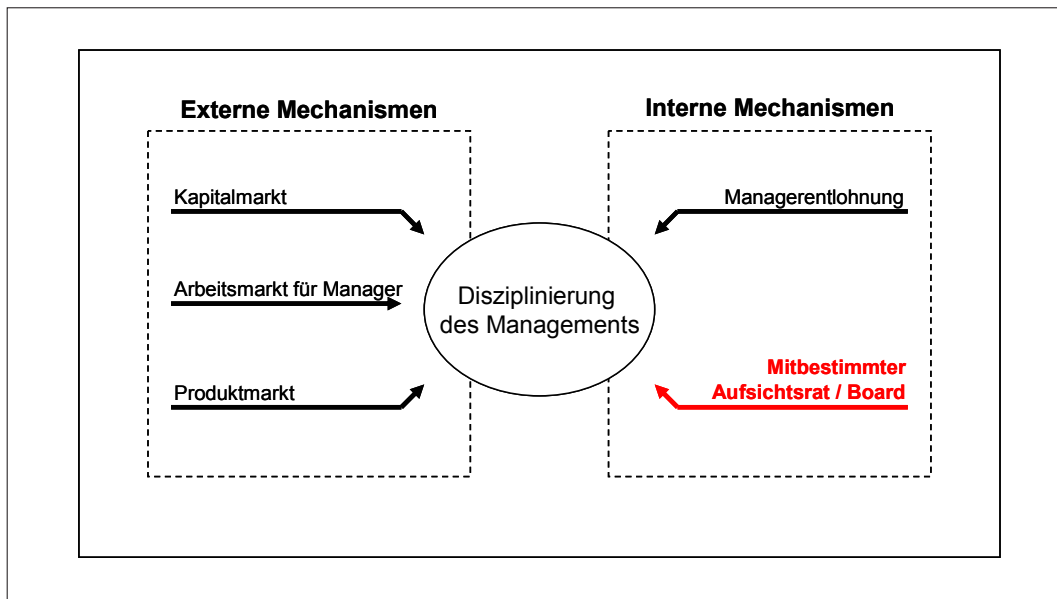 Externe Mechanismen
Kapitalmarkt
Arbeitsmarkt für Manager
Produktmarkt
Disziplinierung
des Managements
Interne Mechanismen
Managerentlohnung
Mitbestimmter
Aufsichtsrat / Board